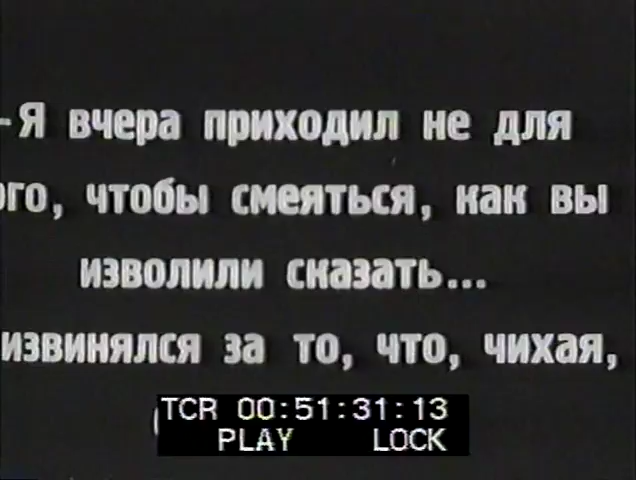 -Я вчера приходил не для
ого, чтобы смеяться, как вы
изволили сказать...
извинялся за то, что, чихая,
TCR 00:51:31:13
PLAY LOCK